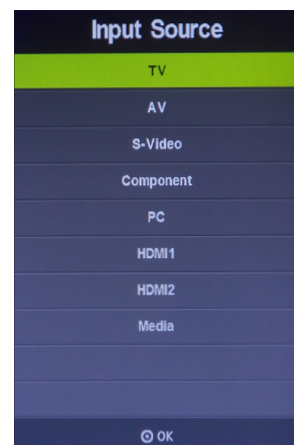 Input Source
TV
AV
S-Video
Component
PC
HDMI1
HDMI2
Media
OK